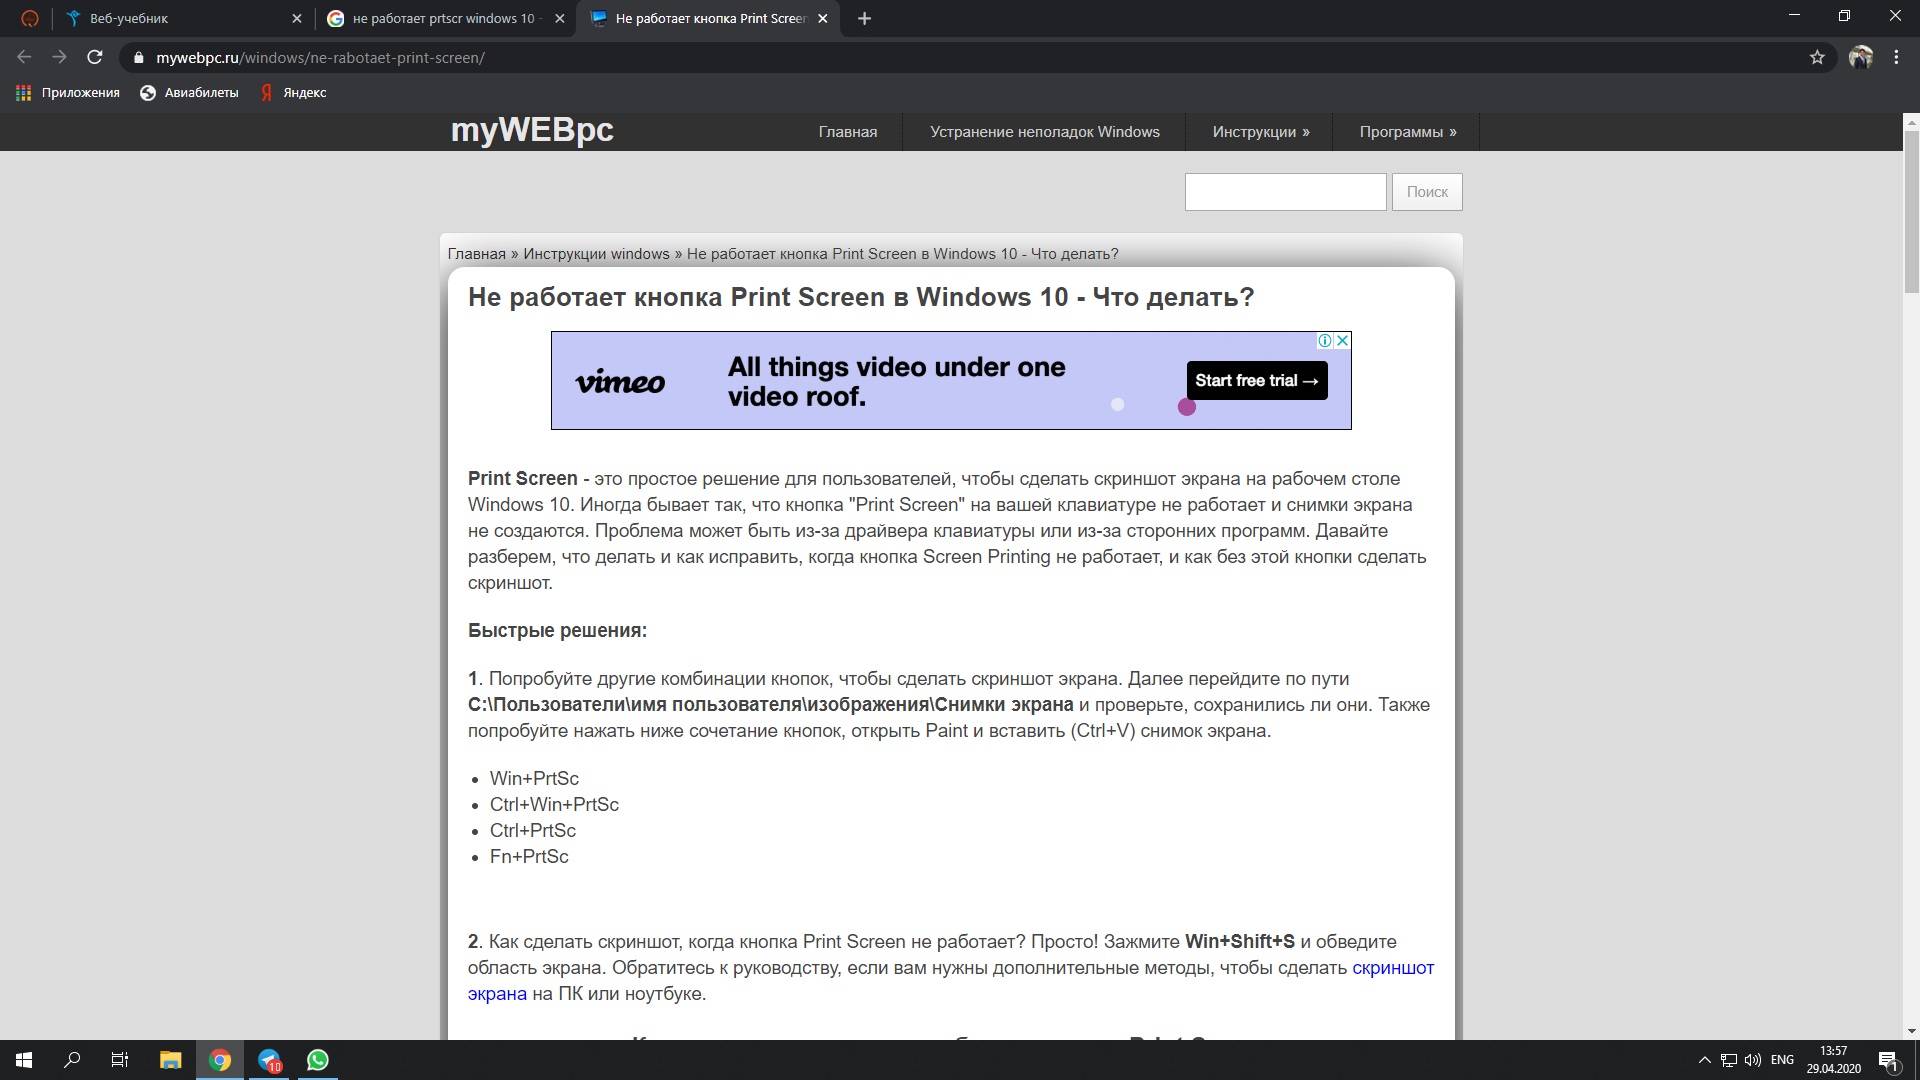 Веб-учебник
не работает prtscr windows 10 -
Не работает кнопка Print Screen
mywebpc.ru/windows/ne-rabotaet-print-screen/
Приложения
Авиабилеты
Яндекс
myWEBpc
Главная
Устранение неполадок Windows
Инструкции »
Программы »
Поиск
Главная » Инструкции windows » Не работает кнопка Print Screen в Windows 10 - Что делать?
Не работает кнопка Print Screen в Windows 10 - Что делать?
vimeo
All things video under one
video roof.
Start free trial →
Print Screen - это простое решение для пользователей, чтобы сделать скриншот экрана на рабочем столе
Windows 10. Иногда бывает так, что кнопка "Print Screen" на вашей клавиатуре не работает и снимки экрана
не создаются. Проблема может быть из-за драйвера клавиатуры или из-за сторонних программ. Давайте
разберем, что делать и как исправить, когда кнопка Screen Printing не работает, и как без этой кнопки сделать
скриншот.
Быстрые решения:
1. Попробуйте другие комбинации кнопок, чтобы сделать скриншот экрана. Далее перейдите по пути
C:\Пользователи\имя пользователя\изображения\Снимки экрана и проверьте, сохранились ли они. Также
попробуйте нажать ниже сочетание кнопок, открыть Paint и вставить (Ctrl+V) снимок экрана.
• Win+PrtSc
• Ctrl+Win+PrtSc
• Ctrl+PrtSc
• Fn+PrtSc
2. Как сделать скриншот, когда кнопка Print Screen не работает? Просто! Зажмите Win+Shift+S и обведите
область экрана. Обратитесь к руководству, если вам нужны дополнительные методы, чтобы сделать скриншот
экрана на ПК или ноутбуке.
10
ENG
13:57
29.04.2020
1